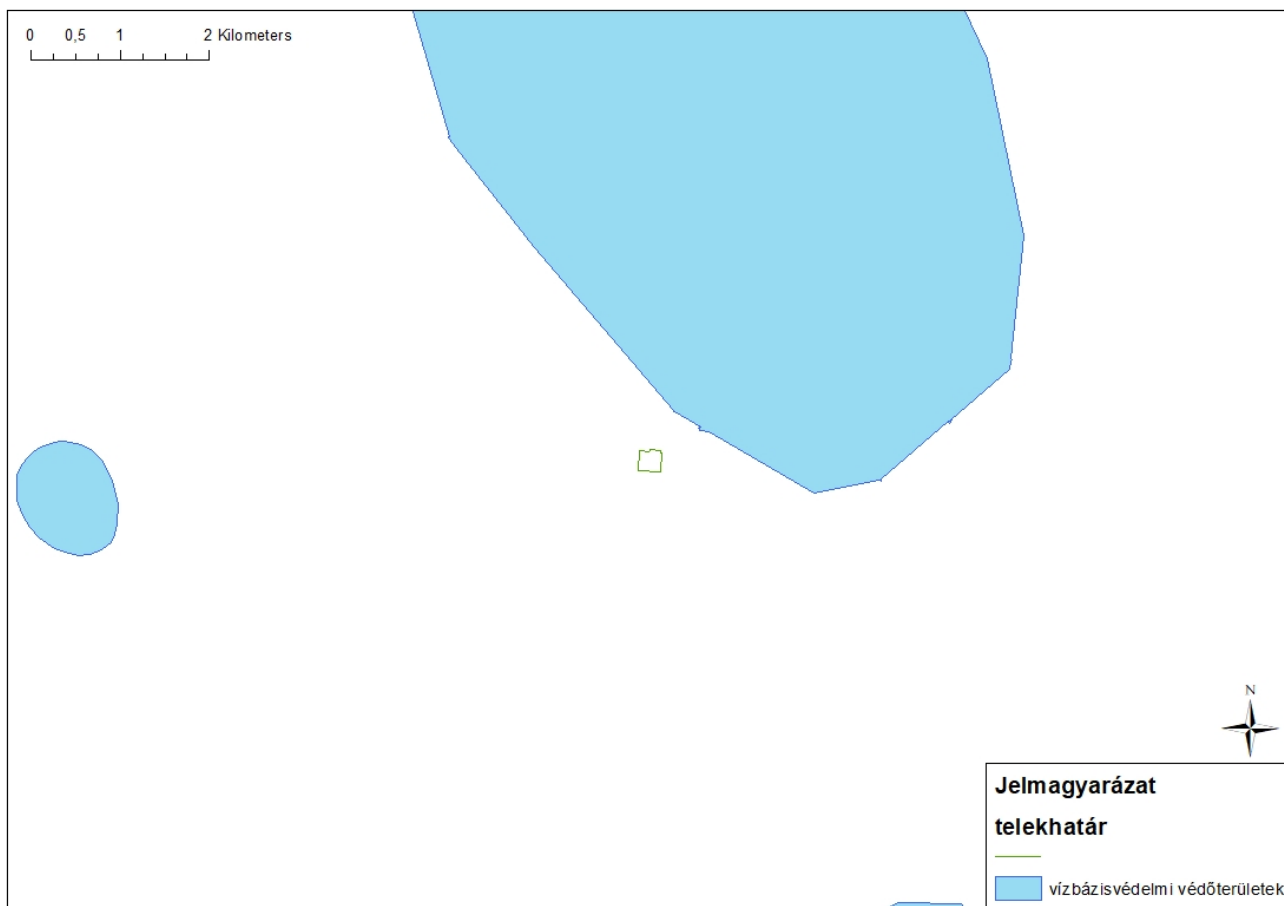 0 0,5 1 2 Kilometers
N
Jelmagyarázat
telekhatár
vízbázisvédelmi védőterületek